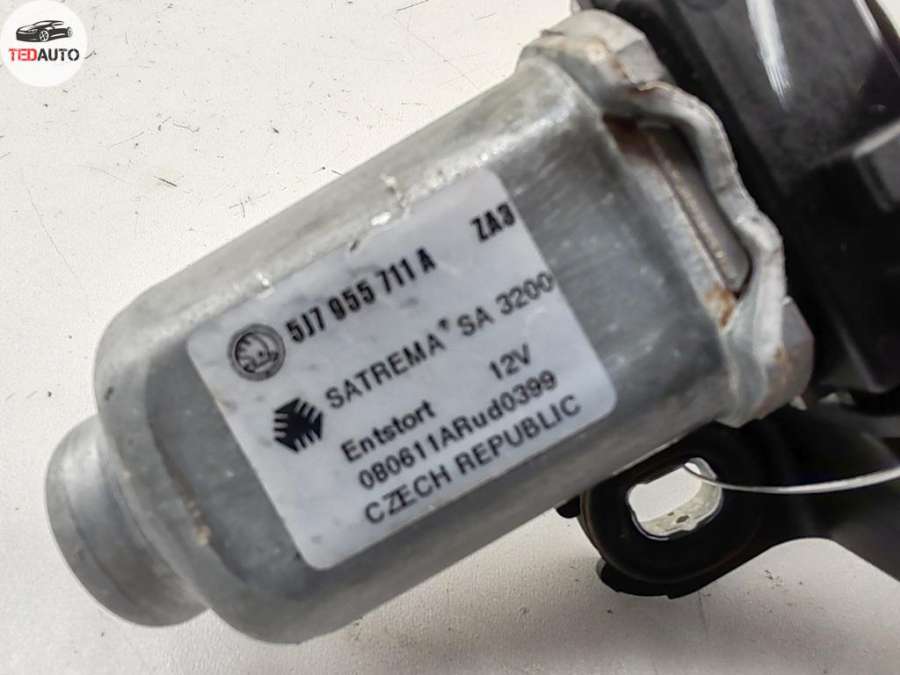 TEDAUTO
5J7 955 711 A ZA3
SATREMA® SA 3200
Entstort 12V
080611ARud0399
CZECH REPUBLIC